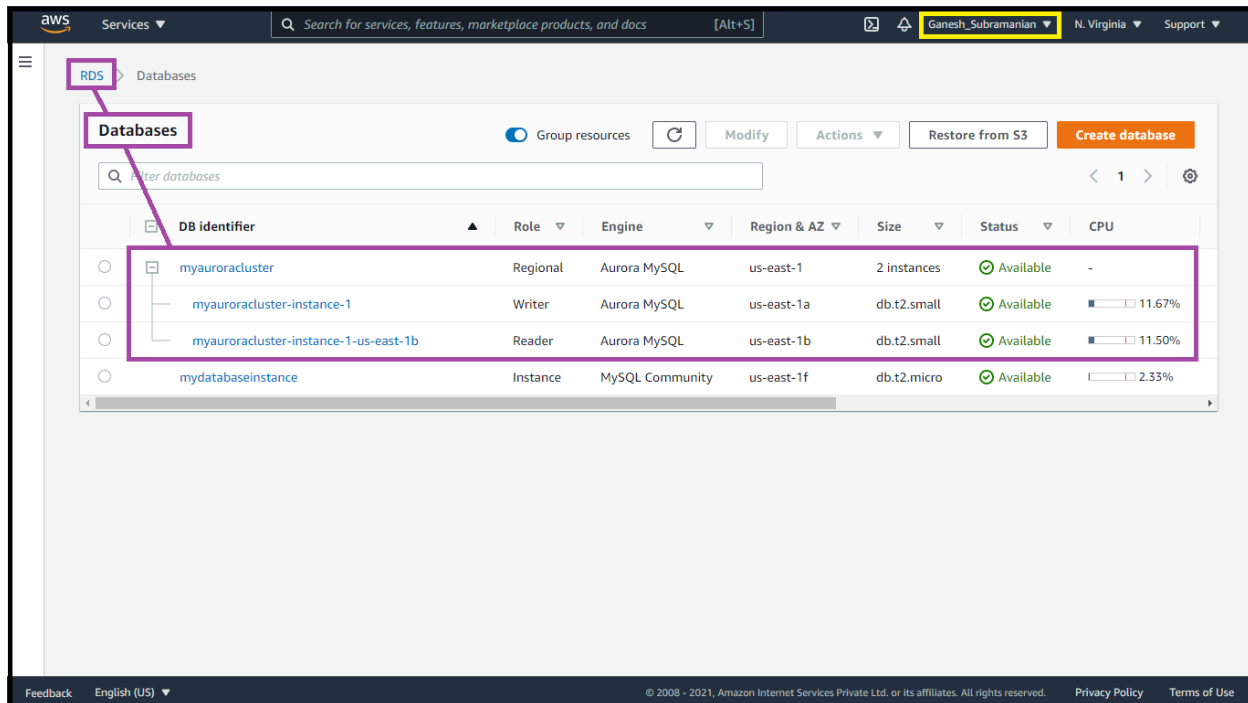 aws Services Search for services, features, marketplace products, and docs [Alt+S] Ganesh_Subramanian N. Virginia Support
RDS Databases
Databases Group resources Modify Actions Restore from S3 Create database
Filter databases 1
DB identifier Role Engine Region & AZ Size Status CPU
myauroracluster Regional Aurora MySQL us-east-1 2 instances Available -
myauroracluster-instance-1 Writer Aurora MySQL us-east-1a db.t2.small Available 11.67%
myauroracluster-instance-1-us-east-1b Reader Aurora MySQL us-east-1b db.t2.small Available 11.50%
mydatabaseinstance Instance MySQL Community us-east-1f db.t2.micro Available 2.33%
Feedback English (US) © 2008 - 2021, Amazon Internet Services Private Ltd. or its affiliates. All rights reserved. Privacy Policy Terms of Use